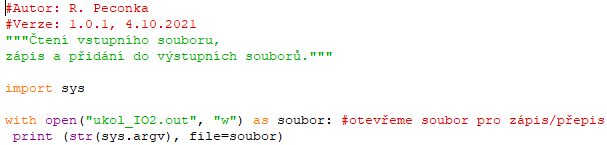 #Autor: R. Peconka
#Verze: 1.0.1, 4.10.2021
"""Čtení vstupního souboru,
zápis a přidání do výstupních souborů."""
import sys
with open("ukol_IO2.out", "w") as soubor: #otevřeme soubor pro zápis/přepis
 print (str(sys.argv), file=soubor)